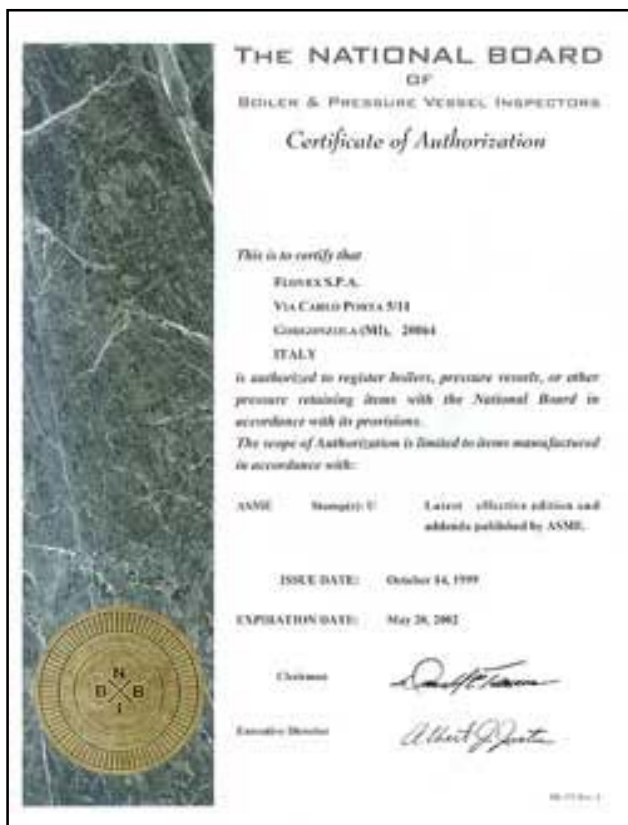 THE NATIONAL BOARD
OF
BOILER & PRESSURE VESSEL INSPECTORS
Certificate of Authorization
This is to certify that
S.P.A.
VIA CARLO PORTA
(MI), 20064
ITALY
is authorized to register boilers, pressure vessels, or other
pressure retaining items with the National Board in
accordance with its provisions.
The scope of Authorization is limited to items manufactured
in accordance with:
ASME Stamp(s): U Latest effective edition and
addenda published by ASME.
ISSUE DATE: October 14, 1999
EXPIRATION DATE: May 20, 2002
N
B B
I
Chairman
Executive Director